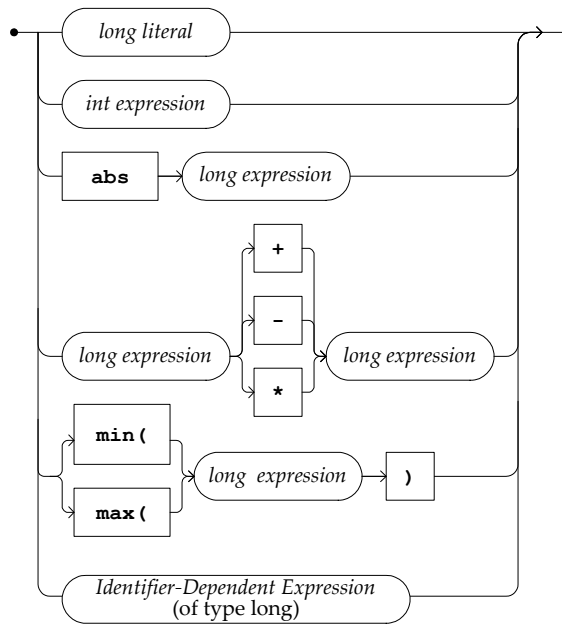 long literal
int expression
abs long expression
+
-
long expression long expression
*
min(
long expression )
max(
Identifier-Dependent Expression
(of type long)